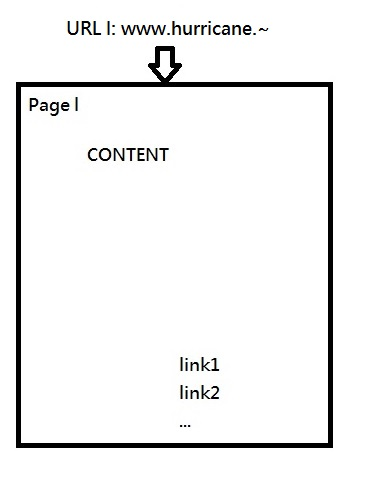 URL l: www.hurricane.~
Page l
CONTENT
link1
link2
...